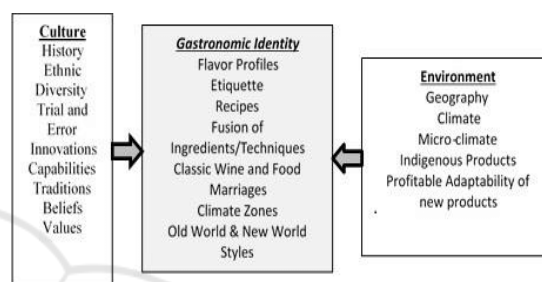 Culture
History
Ethnic
Diversity
Trial and
Error
Innovations
Capabilities
Traditions
Beliefs
Values
Gastronomic Identity
Flavor Profiles
Etiquette
Recipes
Fusion of
Ingredients/Techniques
Classic Wine and Food
Marriages
Climate Zones
Old World & New World
Styles
Environment
Geography
Climate
Micro-climate
Indigenous Products
Profitable Adaptability of
new products
.